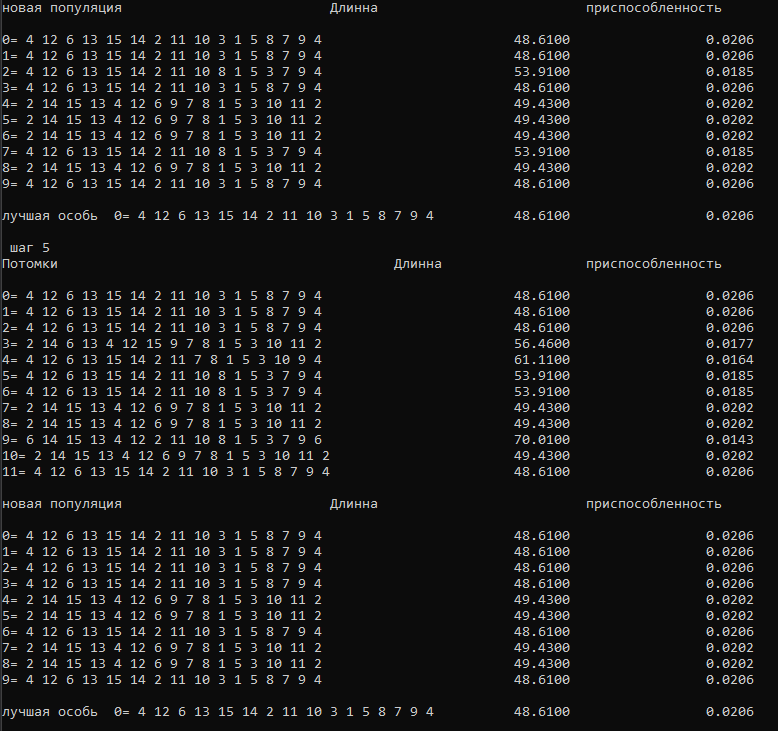 новая популяция Длинна приспособленность
0= 4 12 6 13 15 14 2 11 10 3 1 5 8 7 9 4 48.6100 0.0206
1= 4 12 6 13 15 14 2 11 10 3 1 5 8 7 9 4 48.6100 0.0206
2= 4 12 6 13 15 14 2 11 10 8 1 5 3 7 9 4 53.9100 0.0185
3= 4 12 6 13 15 14 2 11 10 3 1 5 8 7 9 4 48.6100 0.0206
4= 2 14 15 13 4 12 6 9 7 8 1 5 3 10 11 2 49.4300 0.0202
5= 2 14 15 13 4 12 6 9 7 8 1 5 3 10 11 2 49.4300 0.0202
6= 2 14 15 13 4 12 6 9 7 8 1 5 3 10 11 2 49.4300 0.0202
7= 4 12 6 13 15 14 2 11 10 8 1 5 3 7 9 4 53.9100 0.0185
8= 2 14 15 13 4 12 6 9 7 8 1 5 3 10 11 2 49.4300 0.0202
9= 4 12 6 13 15 14 2 11 10 3 1 5 8 7 9 4 48.6100 0.0206
лучшая особь 0= 4 12 6 13 15 14 2 11 10 3 1 5 8 7 9 4 48.6100 0.0206
шаг 5
Потомки Длинна приспособленность
0= 4 12 6 13 15 14 2 11 10 3 1 5 8 7 9 4 48.6100 0.0206
1= 4 12 6 13 15 14 2 11 10 3 1 5 8 7 9 4 48.6100 0.0206
2= 4 12 6 13 15 14 2 11 10 3 1 5 8 7 9 4 48.6100 0.0206
3= 2 14 6 13 4 12 15 9 7 8 1 5 3 10 11 2 56.4600 0.0177
4= 4 12 6 13 15 14 2 11 7 8 1 5 3 10 9 4 61.1100 0.0164
5= 4 12 6 13 15 14 2 11 10 8 1 5 3 7 9 4 53.9100 0.0185
6= 4 12 6 13 15 14 2 11 10 8 1 5 3 7 9 4 53.9100 0.0185
7= 2 14 15 13 4 12 6 9 7 8 1 5 3 10 11 2 49.4300 0.0202
8= 2 14 15 13 4 12 6 9 7 8 1 5 3 10 11 2 49.4300 0.0202
9= 6 14 15 13 4 12 2 11 10 8 1 5 3 7 9 6 70.0100 0.0143
10= 2 14 15 13 4 12 6 9 7 8 1 5 3 10 11 2 49.4300 0.0202
11= 4 12 6 13 15 14 2 11 10 3 1 5 8 7 9 4 48.6100 0.0206
новая популяция Длинна приспособленность
0= 4 12 6 13 15 14 2 11 10 3 1 5 8 7 9 4 48.6100 0.0206
1= 4 12 6 13 15 14 2 11 10 3 1 5 8 7 9 4 48.6100 0.0206
2= 4 12 6 13 15 14 2 11 10 3 1 5 8 7 9 4 48.6100 0.0206
3= 4 12 6 13 15 14 2 11 10 3 1 5 8 7 9 4 48.6100 0.0206
4= 2 14 15 13 4 12 6 9 7 8 1 5 3 10 11 2 49.4300 0.0202
5= 2 14 15 13 4 12 6 9 7 8 1 5 3 10 11 2 49.4300 0.0202
6= 4 12 6 13 15 14 2 11 10 3 1 5 8 7 9 4 48.6100 0.0206
7= 2 14 15 13 4 12 6 9 7 8 1 5 3 10 11 2 49.4300 0.0202
8= 2 14 15 13 4 12 6 9 7 8 1 5 3 10 11 2 49.4300 0.0202
9= 4 12 6 13 15 14 2 11 10 3 1 5 8 7 9 4 48.6100 0.0206
лучшая особь 0= 4 12 6 13 15 14 2 11 10 3 1 5 8 7 9 4 48.6100 0.0206